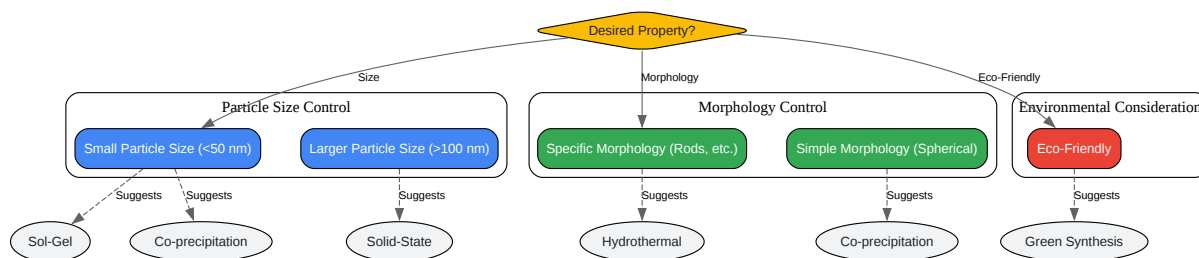 Desired Property?
Size
Morphology
Eco-Friendly
Particle Size Control
Morphology Control
Environmental Consideration
Small Particle Size (<50 nm)
Larger Particle Size (>100 nm)
Specific Morphology (Rods, etc.)
Simple Morphology (Spherical)
Eco-Friendly
Suggests
Suggests
Suggests
Suggests
Suggests
Suggests
Sol-Gel
Co-precipitation
Solid-State
Hydrothermal
Co-precipitation
Green Synthesis